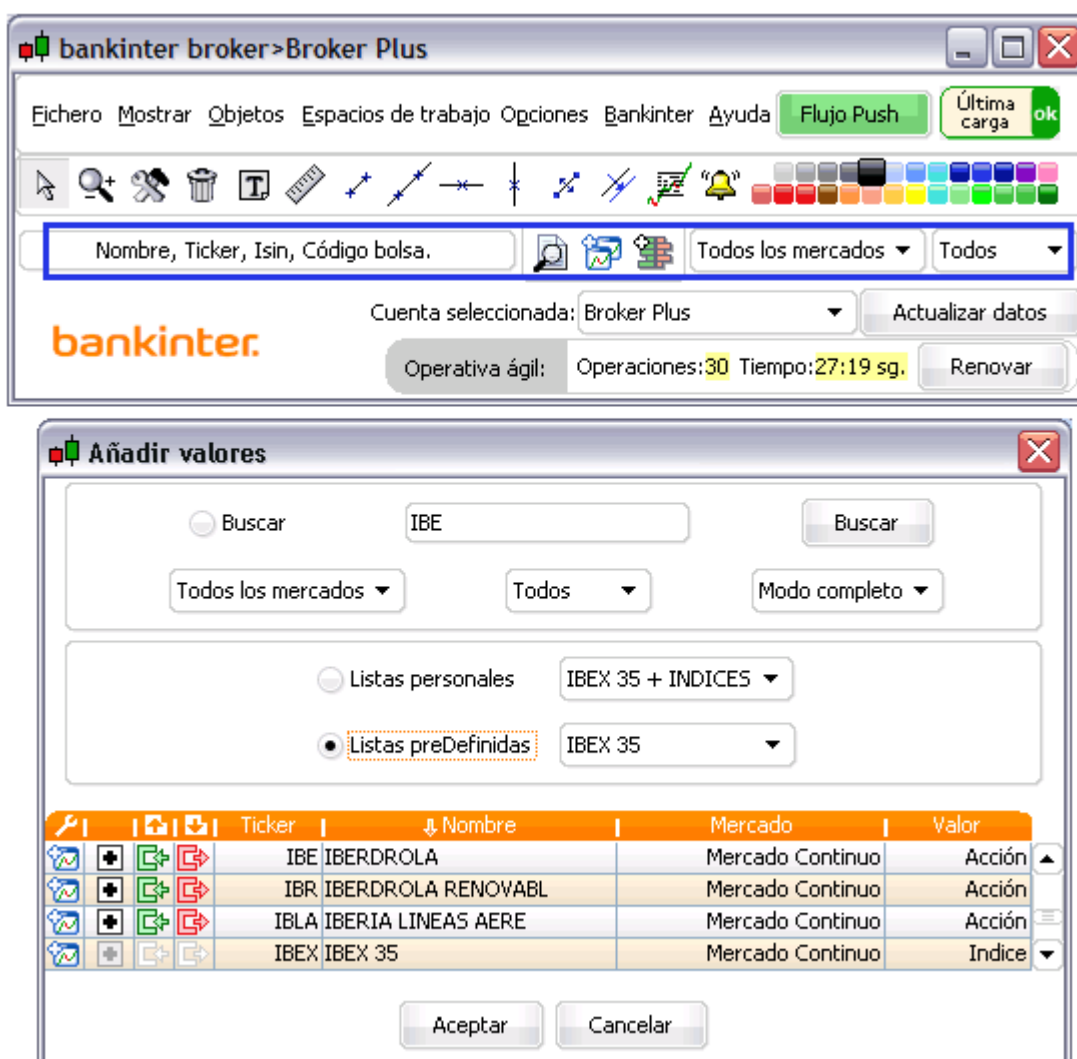 bankinter broker>Broker Plus
Fichero Mostrar Objetos Espacios de trabajo Opciones Bankinter Ayuda Flujo Push Última carga ok
T
Nombre, Ticker, Isin, Código bolsa. Todos los mercados Todos
Cuenta seleccionada: Broker Plus Actualizar datos
bankinter.
Operativa ágil: Operaciones:30 Tiempo:27:19 sg. Renovar
Añadir valores
Buscar IBE Buscar
Todos los mercados Todos Modo completo
Listas personales IBEX 35 + INDICES
Listas preDefinidas IBEX 35
Ticker Nombre Mercado Valor
IBE IBERDROLA Mercado Continuo Acción
IBR IBERDROLA RENOVABL Mercado Continuo Acción
IBLA IBERIA LINEAS AERE Mercado Continuo Acción
IBEX IBEX 35 Mercado Continuo Indice
Aceptar Cancelar